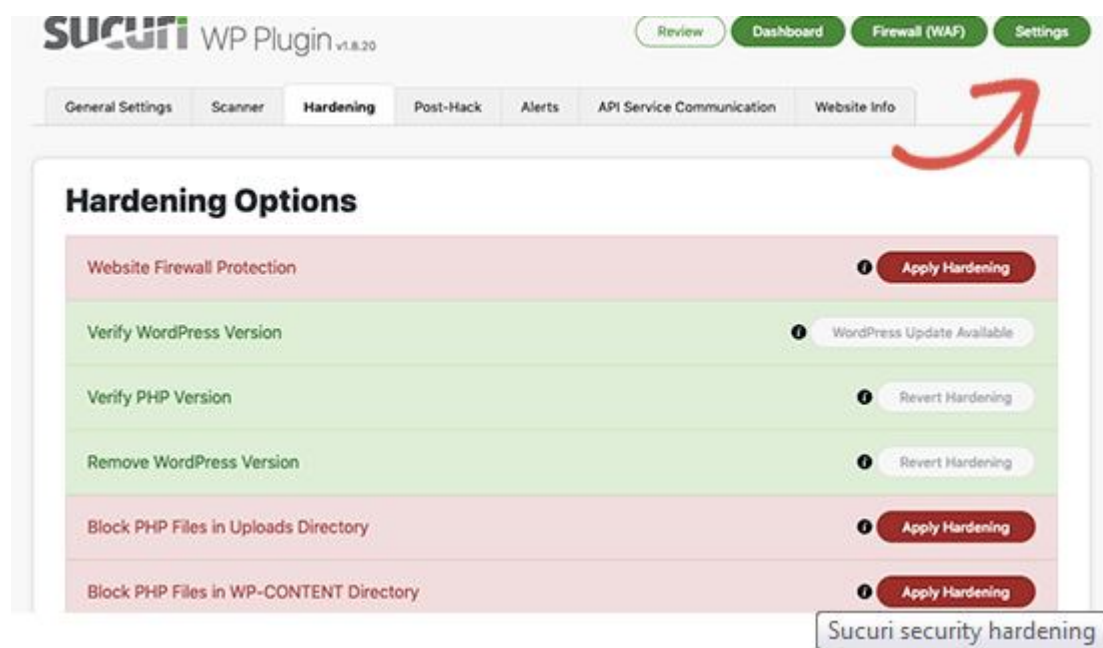 SUCURI WP Plugin v1.8.20
Review Dashboard Firewall (WAF) Settings
General Settings Scanner Hardening Post-Hack Alerts API Service Communication Website Info
Hardening Options
Website Firewall Protection Apply Hardening
Verify WordPress Version WordPress Update Available
Verify PHP Version Revert Hardening
Remove WordPress Version Revert Hardening
Block PHP Files in Uploads Directory Apply Hardening
Block PHP Files in WP-CONTENT Directory Apply Hardening
Sucuri security hardening